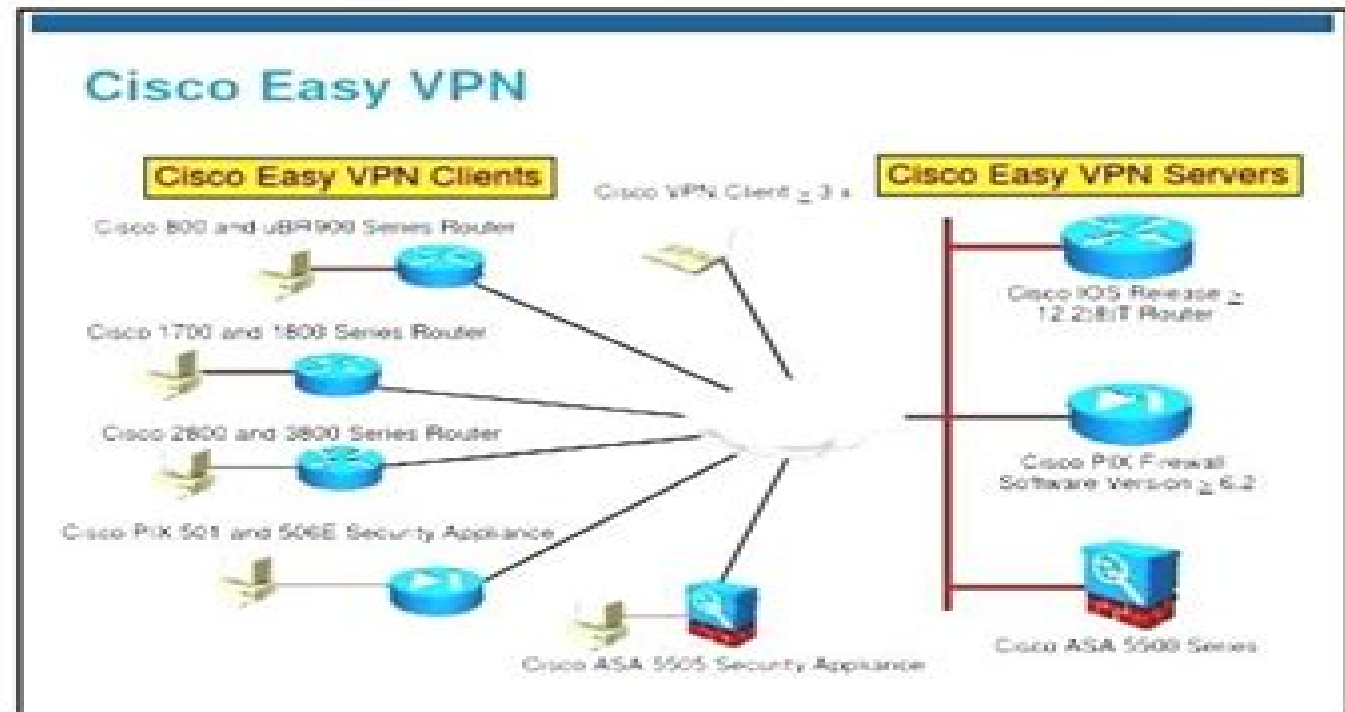 Cisco Easy VPN
Cisco Easy VPN Clients
Cisco VPN Client ≥ 3.x
Cisco Easy VPN Servers
Cisco 800 and uBR900 Series Router
Cisco 1700 and 1800 Series Router
Cisco 2800 and 3800 Series Router
Cisco PIX 501 and 506E Security Appliance
Cisco ASA 5505 Security Appliance
Cisco IOS Release ≥
12.2(8)T Router
Cisco PIX Firewall
Software Version ≥ 6.2
Cisco ASA 5500 Series